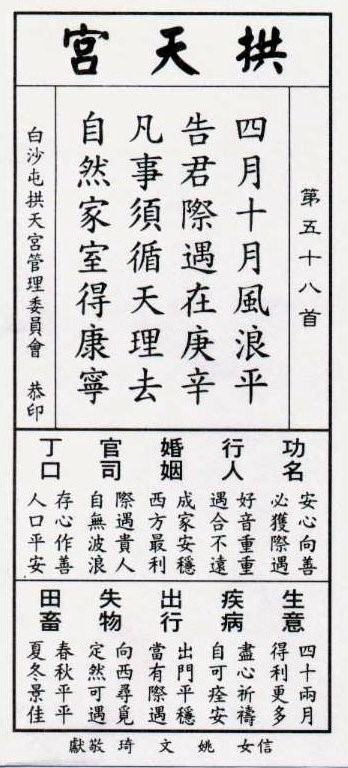 拱天宮
第五十八首
四月十月風浪平
告君際遇在庚辛
凡事須循天理去
自然家室得康寧
白沙屯拱天宮管理委員會 恭印
功名
安心向善
必獲際遇
行人
好音重重
遇合不遠
婚姻
成家安穩
西方最利
官司
際遇貴人
自無波浪
丁口
存心作善
人口平安
生意
四十兩月
得利更多
疾病
盡心祈禱
自可痊安
出行
出門平穩
當有際遇
失物
向西尋覓
定然可遇
田畜
春秋平平
夏冬景佳
信女 姚文琦 敬獻